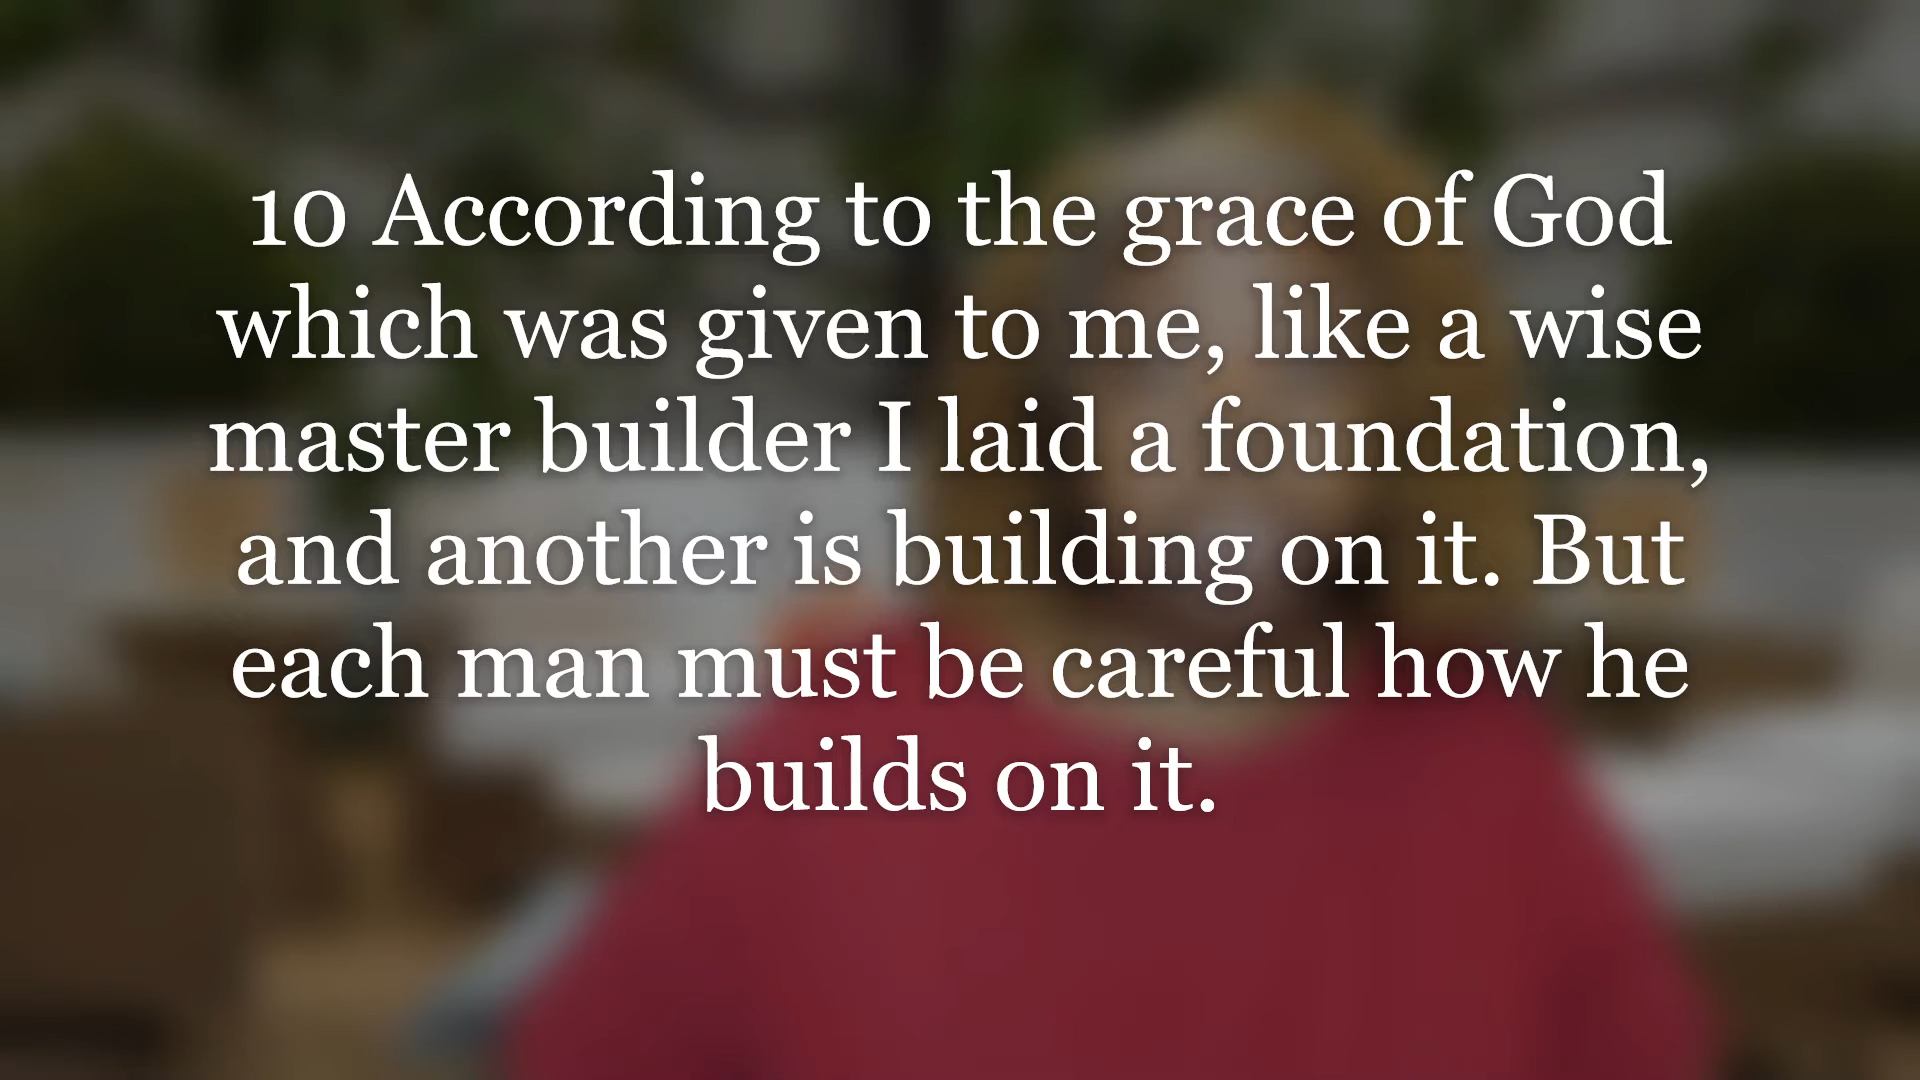 10 According to the grace of God
which was given to me, like a wise
master builder I laid a foundation,
and another is building on it. But
each man must be careful how he
builds on it.